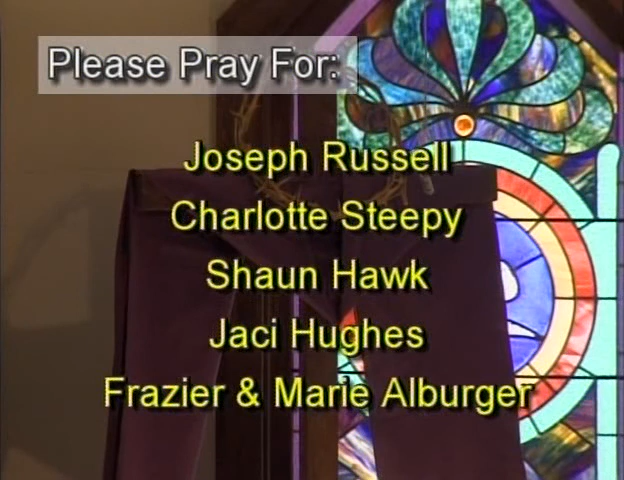 Please Pray For:
Joseph Russell
Charlotte Steepy
Shaun Hawk
Jaci Hughes
Frazier & Marie Alburger